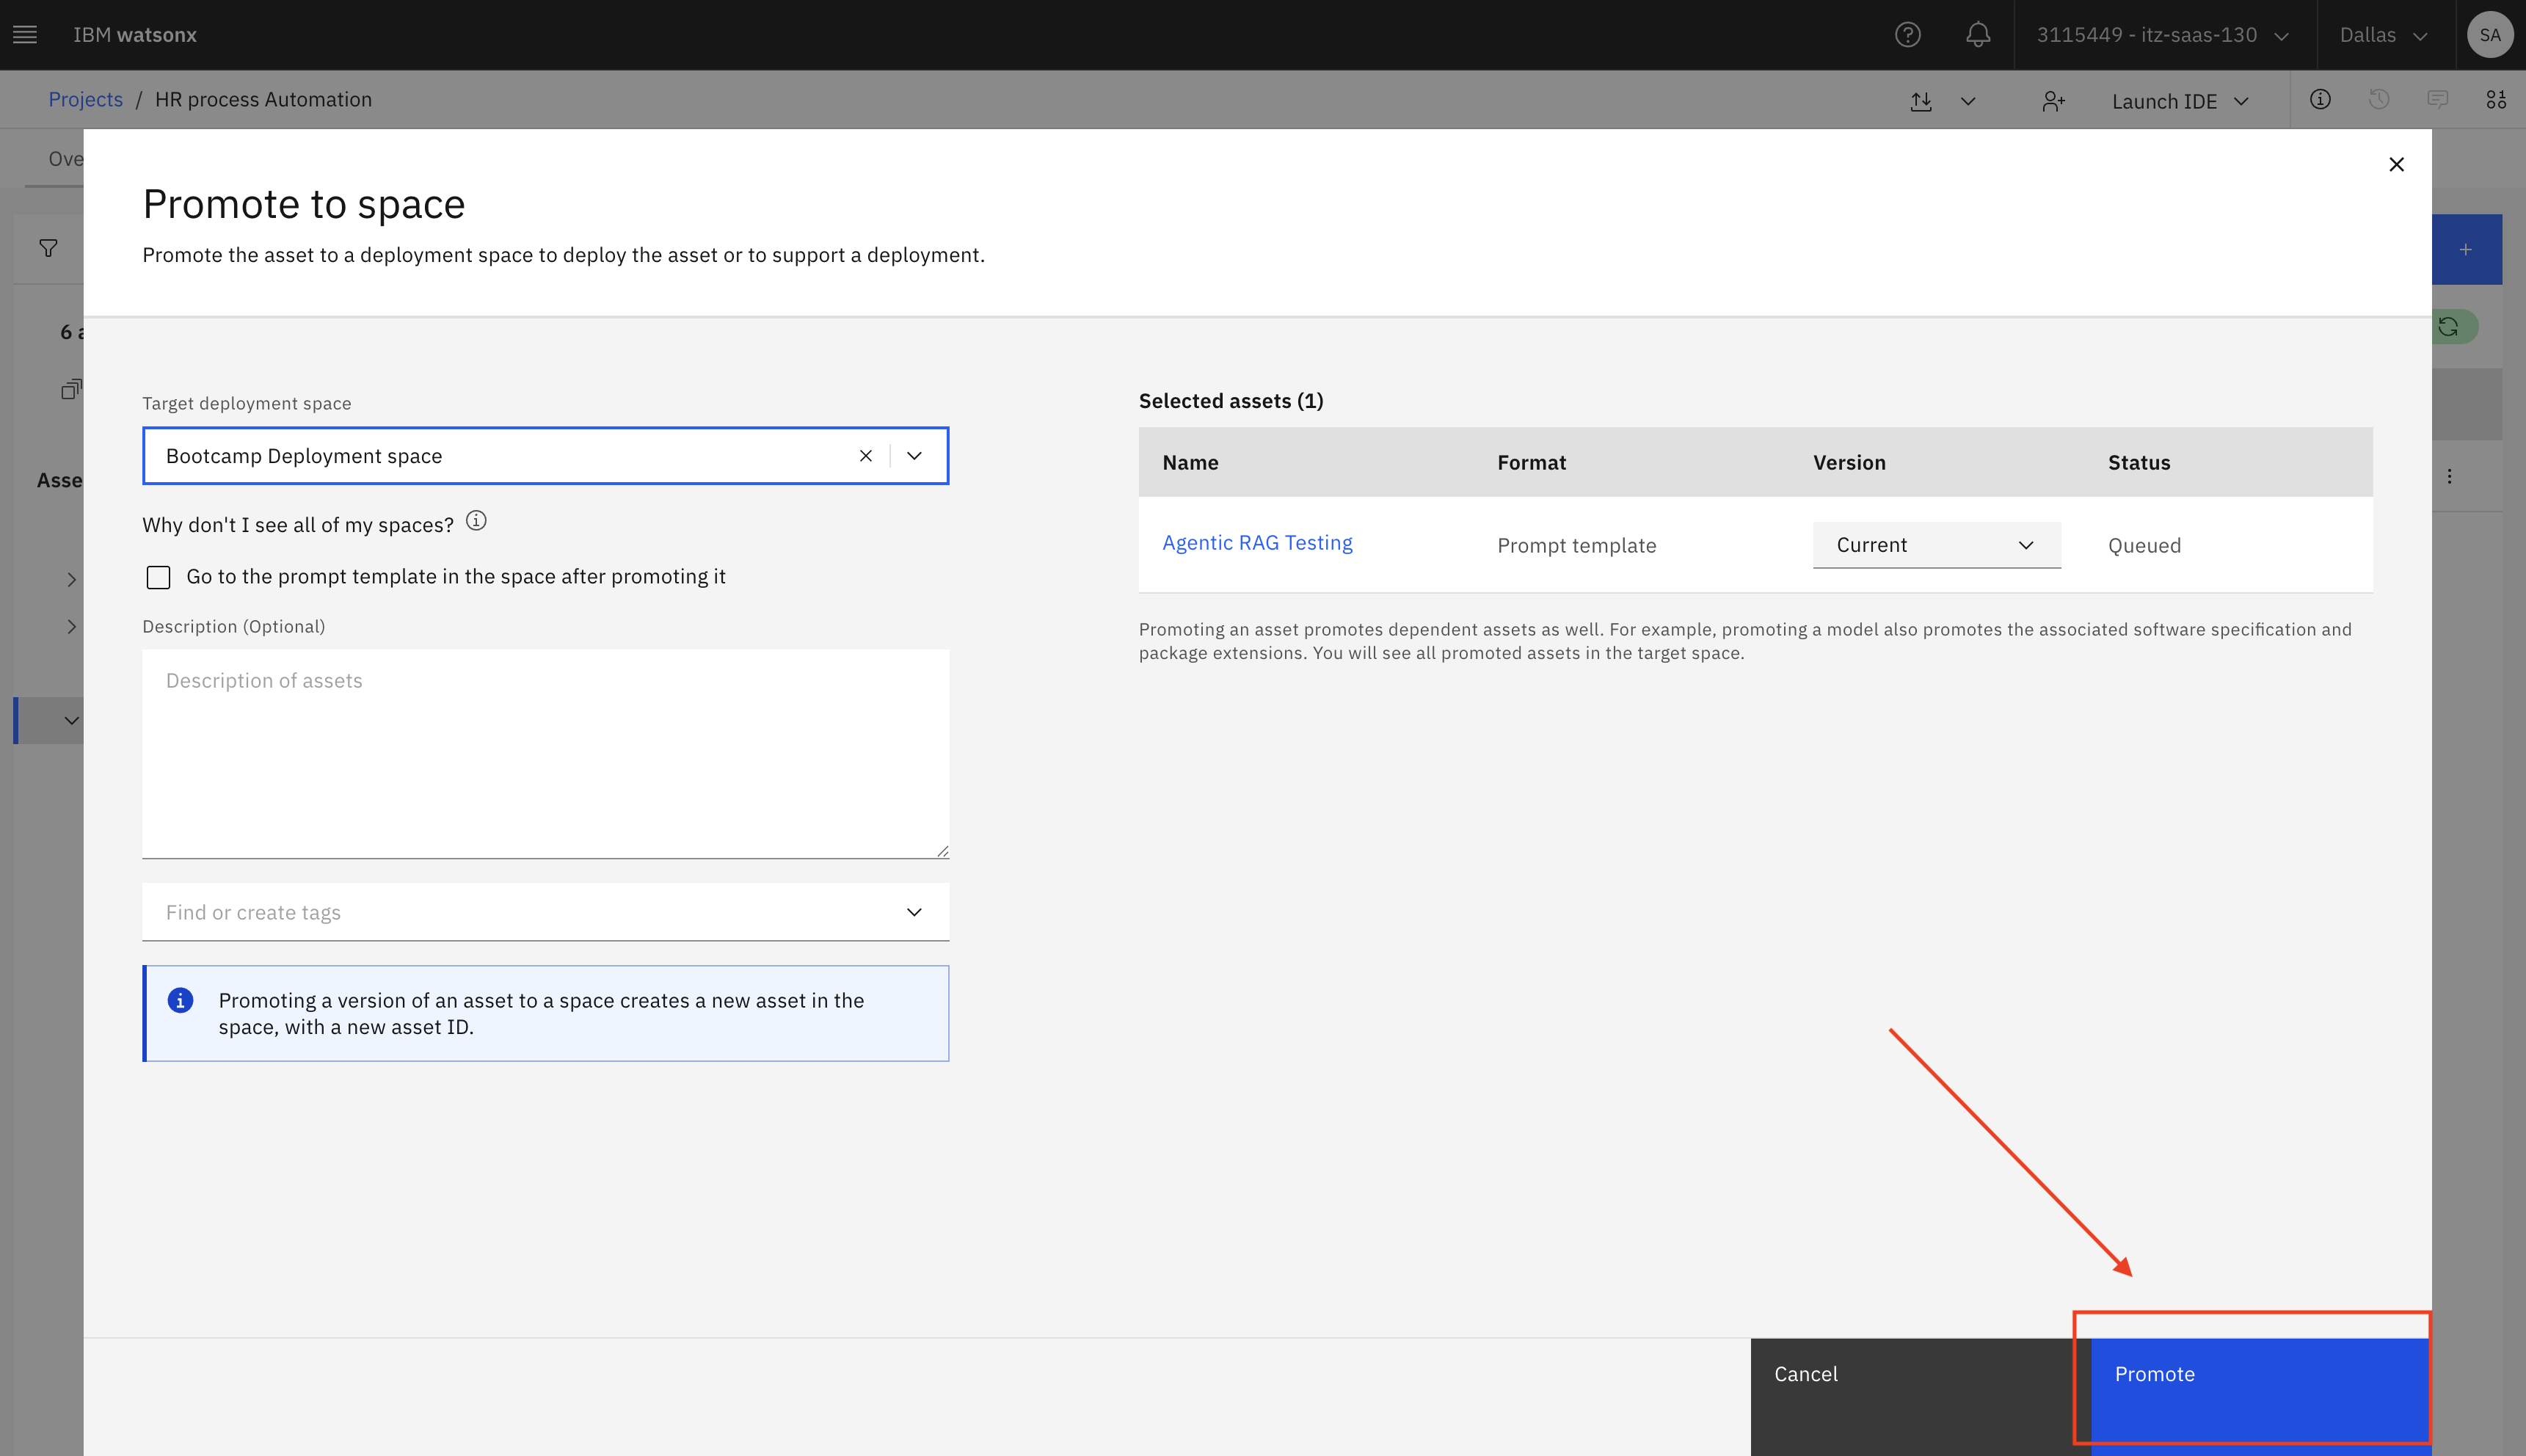 IBM watsonx
3115449 - itz-saas-130
Dallas
SA
Projects / HR process Automation
Launch IDE
Ove
Promote to space
Promote the asset to a deployment space to deploy the asset or to support a deployment.
6 a
Asse
Target deployment space
Bootcamp Deployment space
Why don't I see all of my spaces?
Go to the prompt template in the space after promoting it
Description (Optional)
Description of assets
Find or create tags
Promoting a version of an asset to a space creates a new asset in the
space, with a new asset ID.
Selected assets (1)
Name Format Version Status
Agentic RAG Testing Prompt template Current Queued
Promoting an asset promotes dependent assets as well. For example, promoting a model also promotes the associated software specification and
package extensions. You will see all promoted assets in the target space.
Cancel
Promote